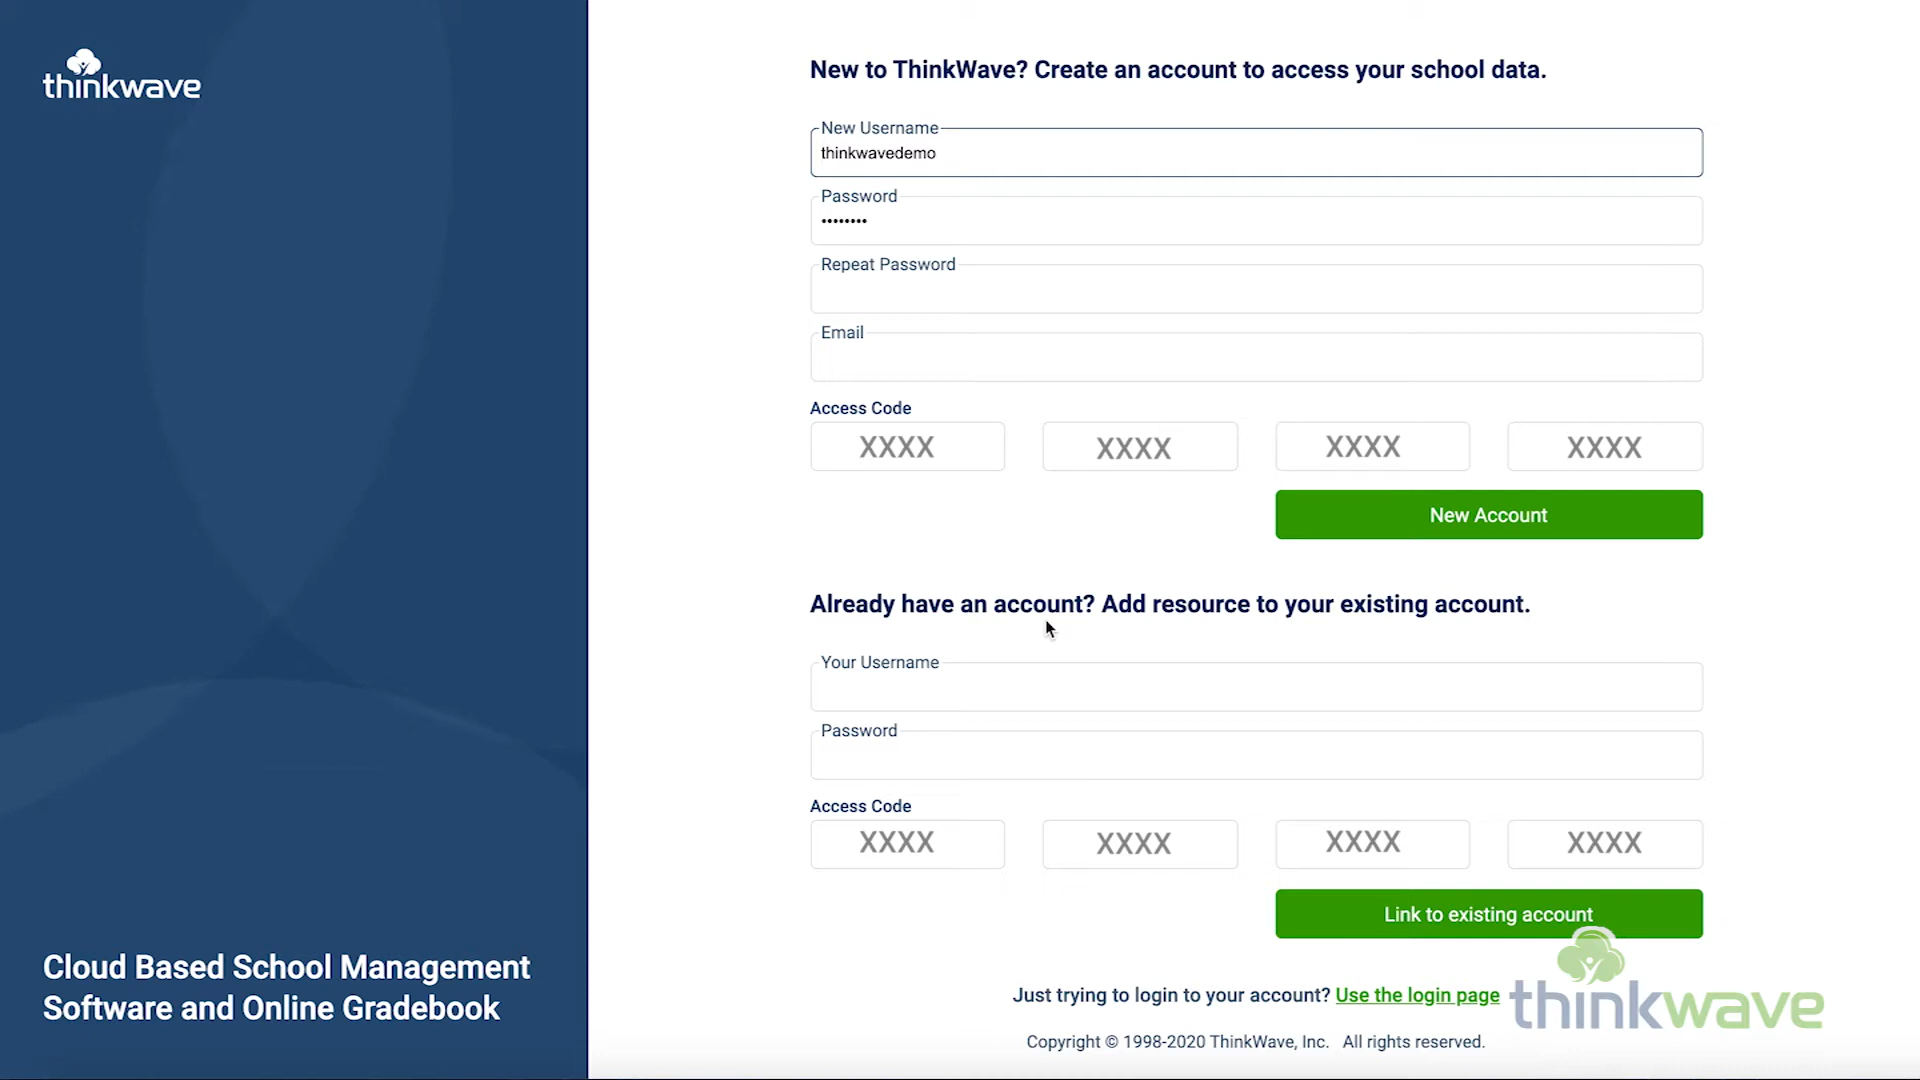 thinkwave
New to ThinkWave? Create an account to access your school data.
New Username
thinkwavedemo
Password
••••••••
Repeat Password
Email
Access Code
XXXX XXXX XXXX XXXX
New Account
Already have an account? Add resource to your existing account.
Your Username
Password
Access Code
XXXX XXXX XXXX XXXX
Link to existing account
Cloud Based School Management
Software and Online Gradebook
Just trying to login to your account? Use the login page
thinkwave
Copyright © 1998-2020 ThinkWave, Inc. All rights reserved.